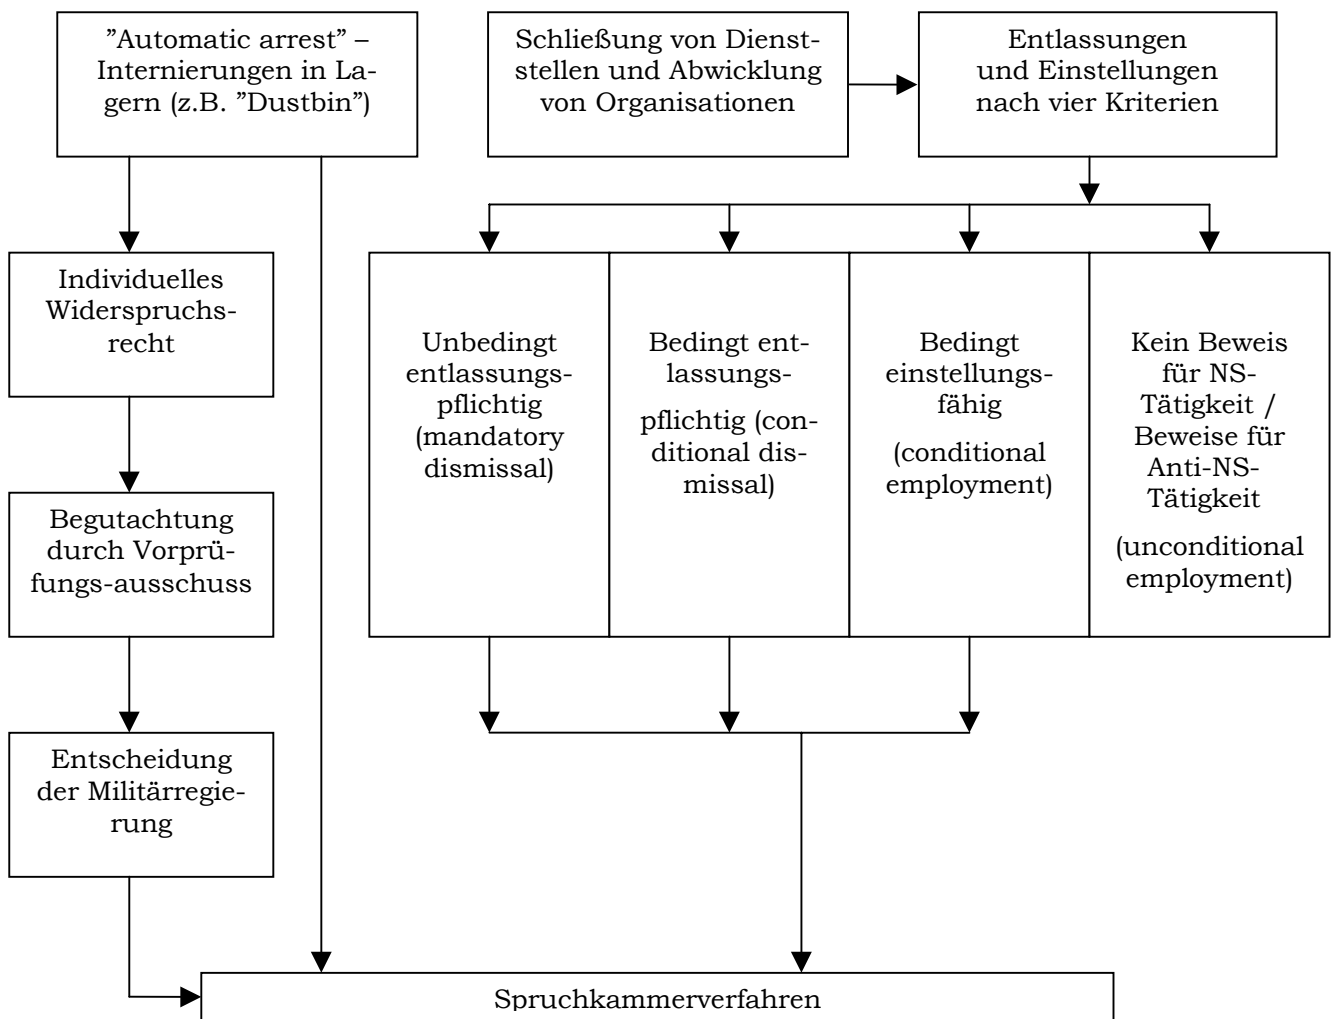 ”Automatic arrest” –
Internierungen in La-
gern (z.B. ”Dustbin”)
Schließung von Dienst-
stellen und Abwicklung
von Organisationen
Entlassungen
und Einstellungen
nach vier Kriterien
Individuelles
Widerspruchs-
recht
Unbedingt
entlassungs-
pflichtig
(mandatory
dismissal)
Bedingt ent-
lassungs-
pflichtig (con-
ditional dis-
missal)
Bedingt
einstellungs-
fähig
(conditional
employment)
Kein Beweis
für NS-
Tätigkeit /
Beweise für
Anti-NS-
Tätigkeit
(unconditional
employment)
Begutachtung
durch Vorprü-
fungs-ausschuss
Entscheidung
der Militärregie-
rung
Spruchkammerverfahren